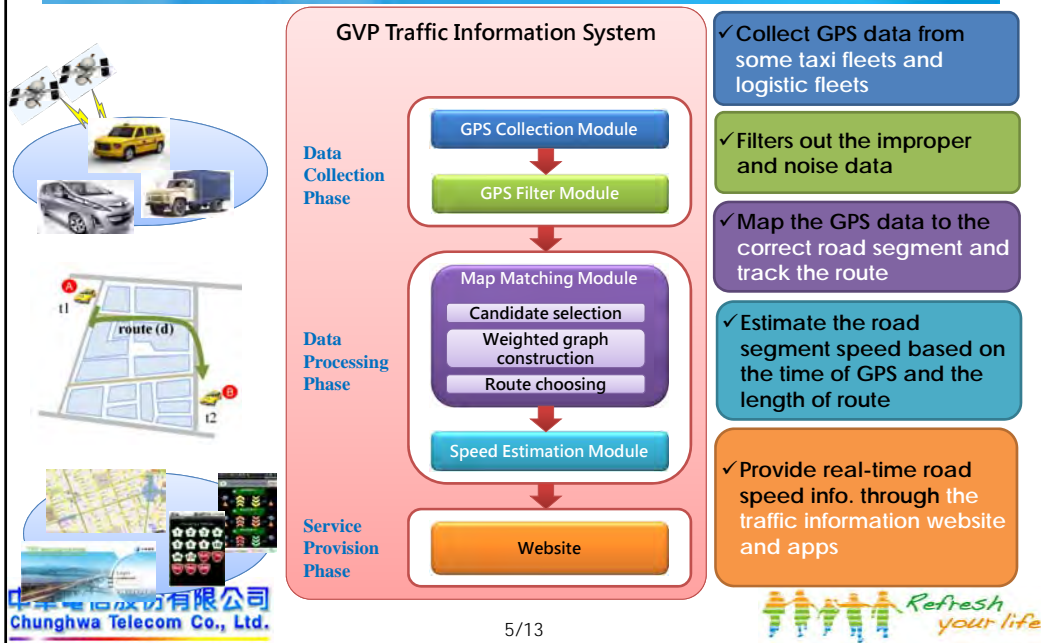 GVP Traffic Information System
Data
Collection
Phase
GPS Collection Module
GPS Filter Module
Data
Processing
Phase
Map Matching Module
Candidate selection
Weighted graph
construction
Route choosing
Speed Estimation Module
Service
Provision
Phase
Website
✓Collect GPS data from
some taxi fleets and
logistic fleets
✓Filters out the improper
and noise data
✓Map the GPS data to the
correct road segment and
track the route
✓Estimate the road
segment speed based on
the time of GPS and the
length of route
✓Provide real-time road
speed info. through the
traffic information website
and apps
A
t1
route (d)
B
t2
中華電信股份有限公司
Chunghwa Telecom Co., Ltd.
5/13
Refresh
your life